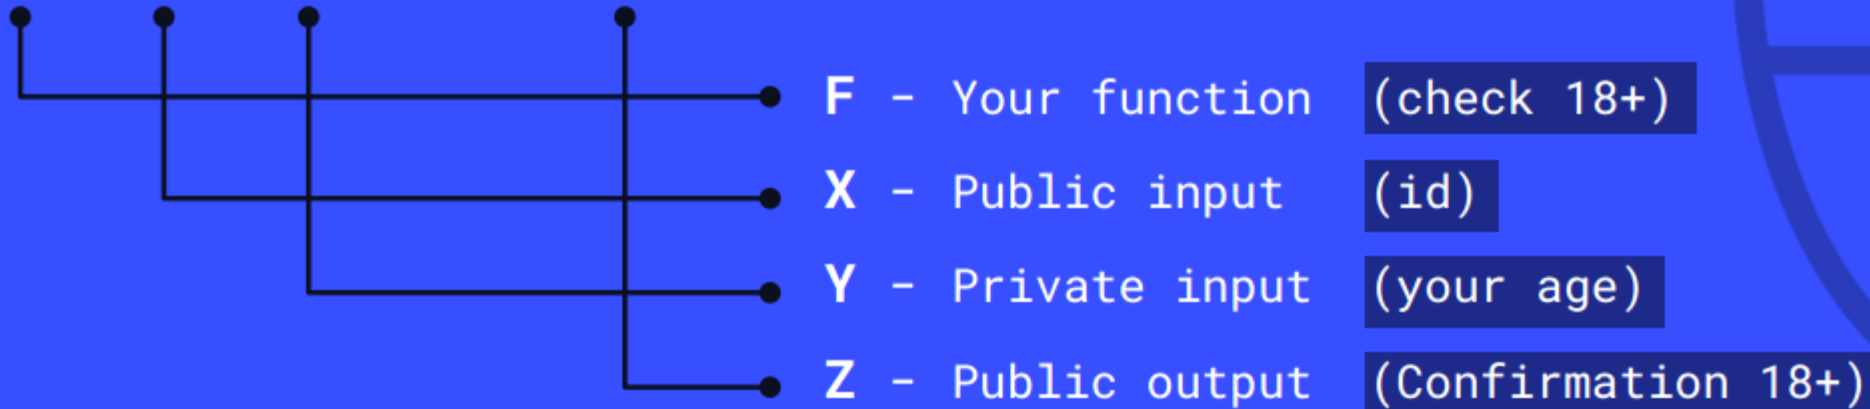 F - Your function (check 18+)
X - Public input (id)
Y - Private input (your age)
Z - Public output (Confirmation 18+)